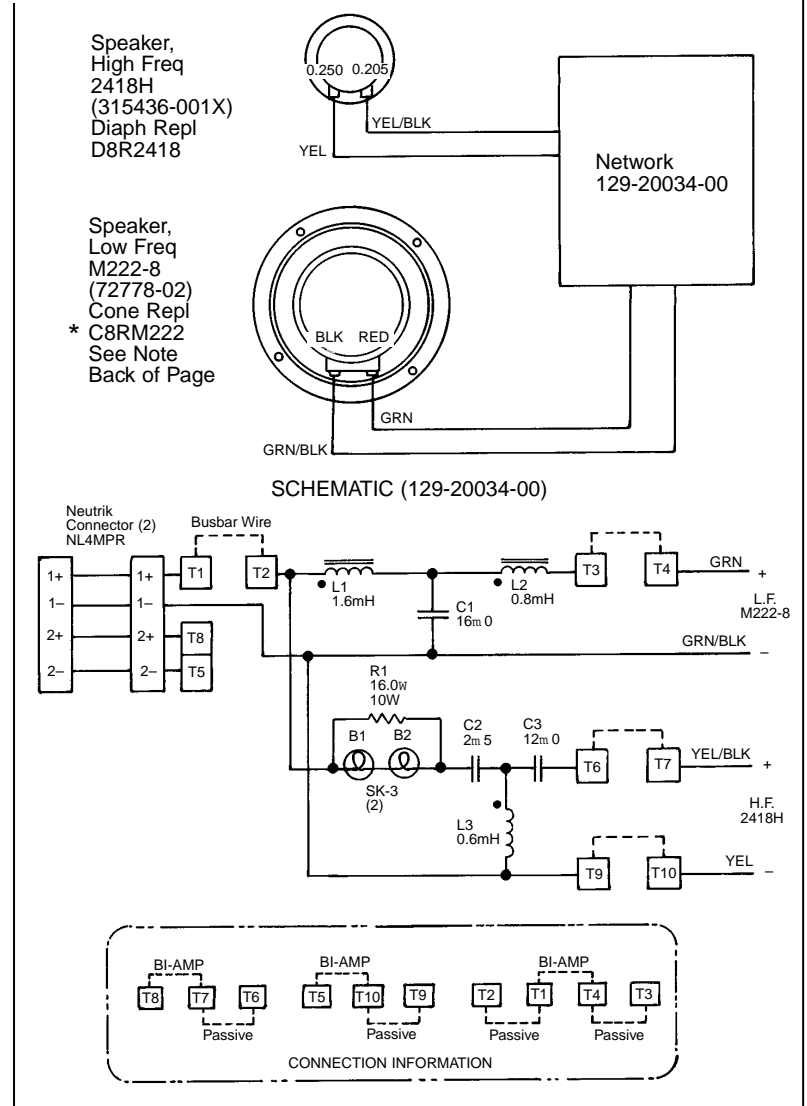 Speaker,
High Freq
2418H
(315436-001X)
Diaph Repl
D8R2418
0.250 0.205
YEL/BLK
YEL
Network
129-20034-00
Speaker,
Low Freq
M222-8
(72778-02)
Cone Repl
* C8RM222
See Note
Back of Page
BLK RED
GRN
GRN/BLK
SCHEMATIC (129-20034-00)
Neutrik
Connector (2)
NL4MPR
Busbar Wire
1+ 1+ T1 T2
1– 1–
2+ 2+ T8
2– 2– T5
L1
1.6mH
C1
16m 0
L2
0.8mH
T3 T4
GRN +
L.F.
M222-8
GRN/BLK –
R1
16.0w
10W
B1 B2
SK-3
(2)
C2
2m 5
C3
12m 0
L3
0.6mH
T6 T7
YEL/BLK +
H.F.
2418H
T9 T10
YEL –
BI-AMP BI-AMP BI-AMP
T8 T7 T6 T5 T10 T9 T2 T1 T4 T3
Passive Passive Passive Passive
CONNECTION INFORMATION